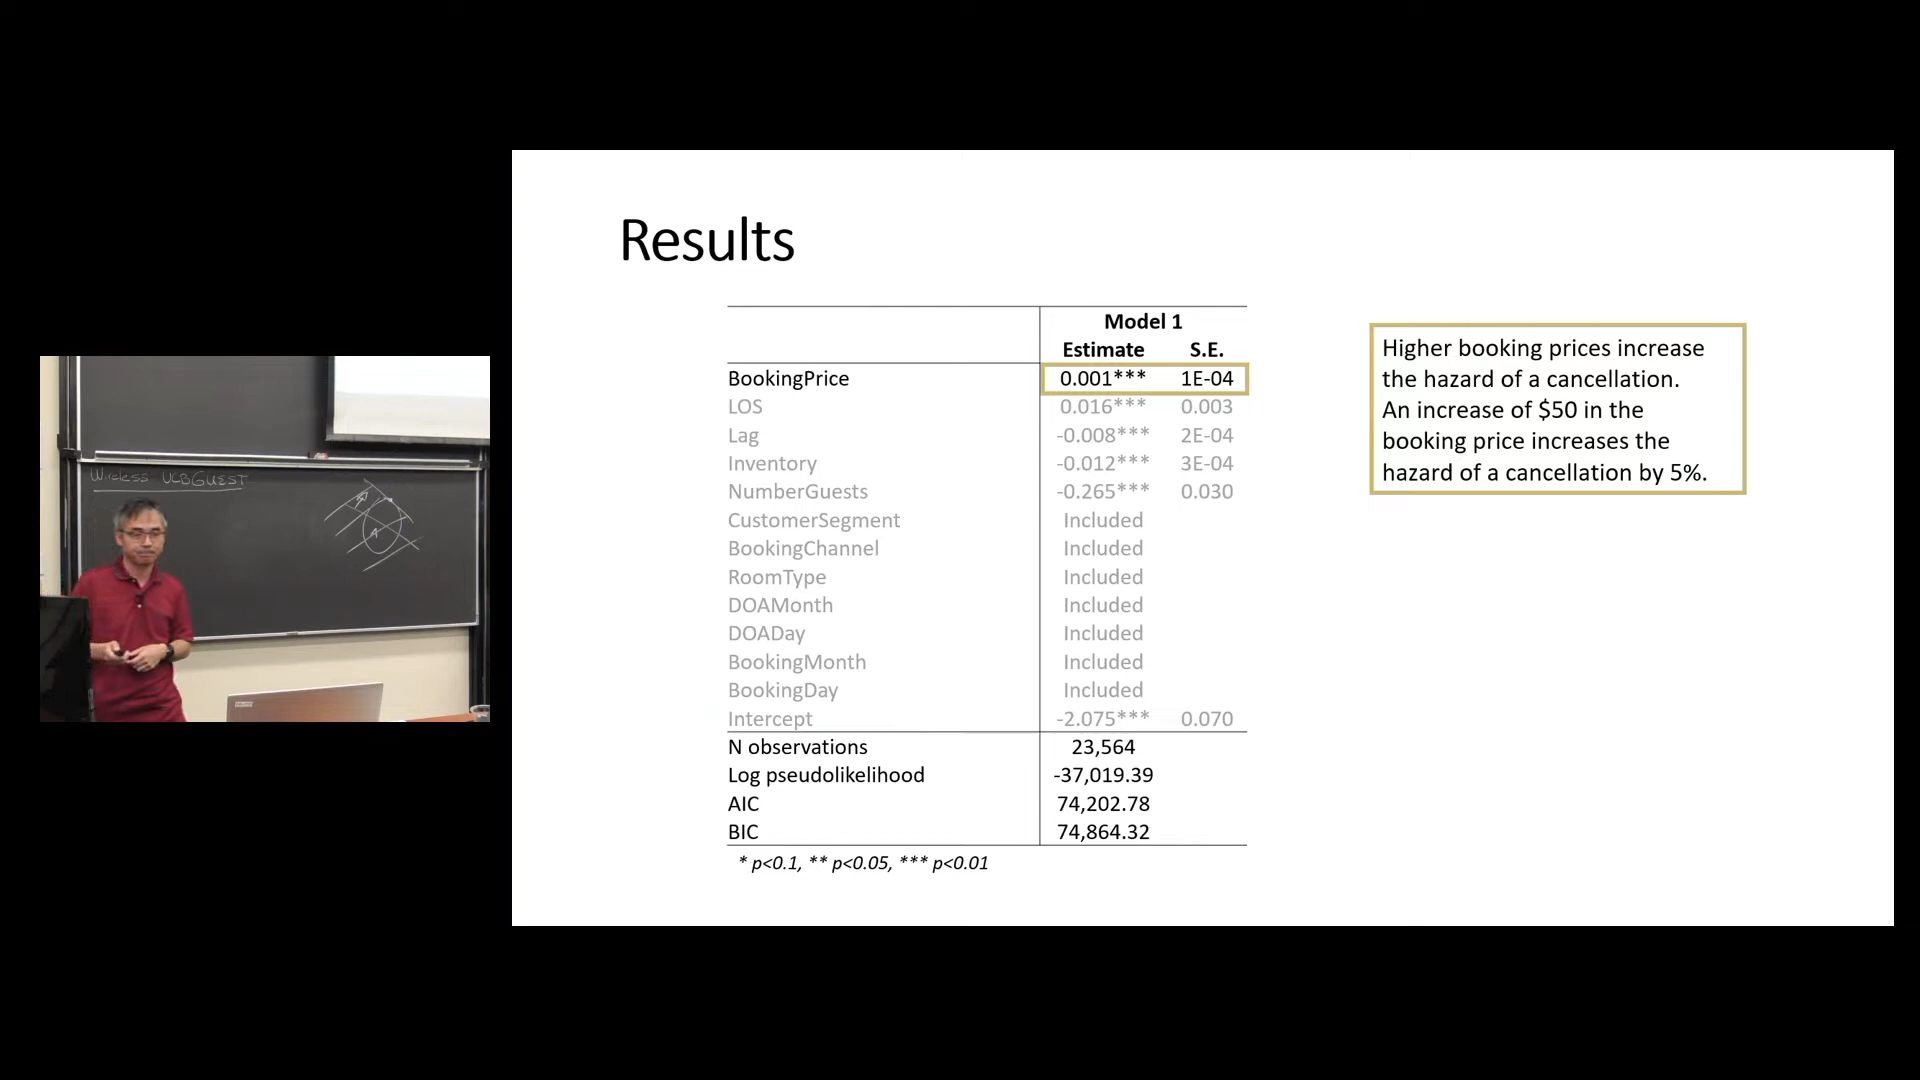 Wireless UCBGUEST
A
Results
Model 1
Estimate S.E.
BookingPrice 0.001*** 1E-04
LOS 0.016*** 0.003
Lag -0.008*** 2E-04
Inventory -0.012*** 3E-04
NumberGuests -0.265*** 0.030
CustomerSegment Included
BookingChannel Included
RoomType Included
DOAMonth Included
DOADay Included
BookingMonth Included
BookingDay Included
Intercept -2.075*** 0.070
N observations 23,564
Log pseudolikelihood -37,019.39
AIC 74,202.78
BIC 74,864.32
* p<0.1, ** p<0.05, *** p<0.01
Higher booking prices increase
the hazard of a cancellation.
An increase of $50 in the
booking price increases the
hazard of a cancellation by 5%.